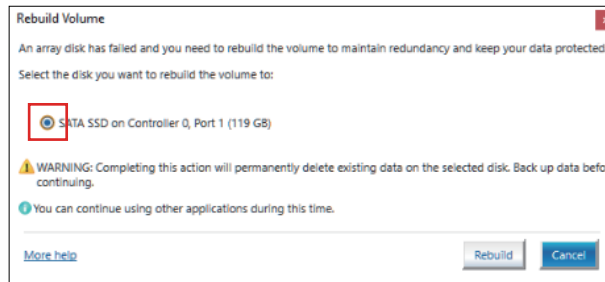 Rebuild Volume
An array disk has failed and you need to rebuild the volume to maintain redundancy and keep your data protected
Select the disk you want to rebuild the volume to:
SATA SSD on Controller 0, Port 1 (119 GB)
WARNING: Completing this action will permanently delete existing data on the selected disk. Back up data befo
continuing.
You can continue using other applications during this time.
More help
Rebuild
Cancel